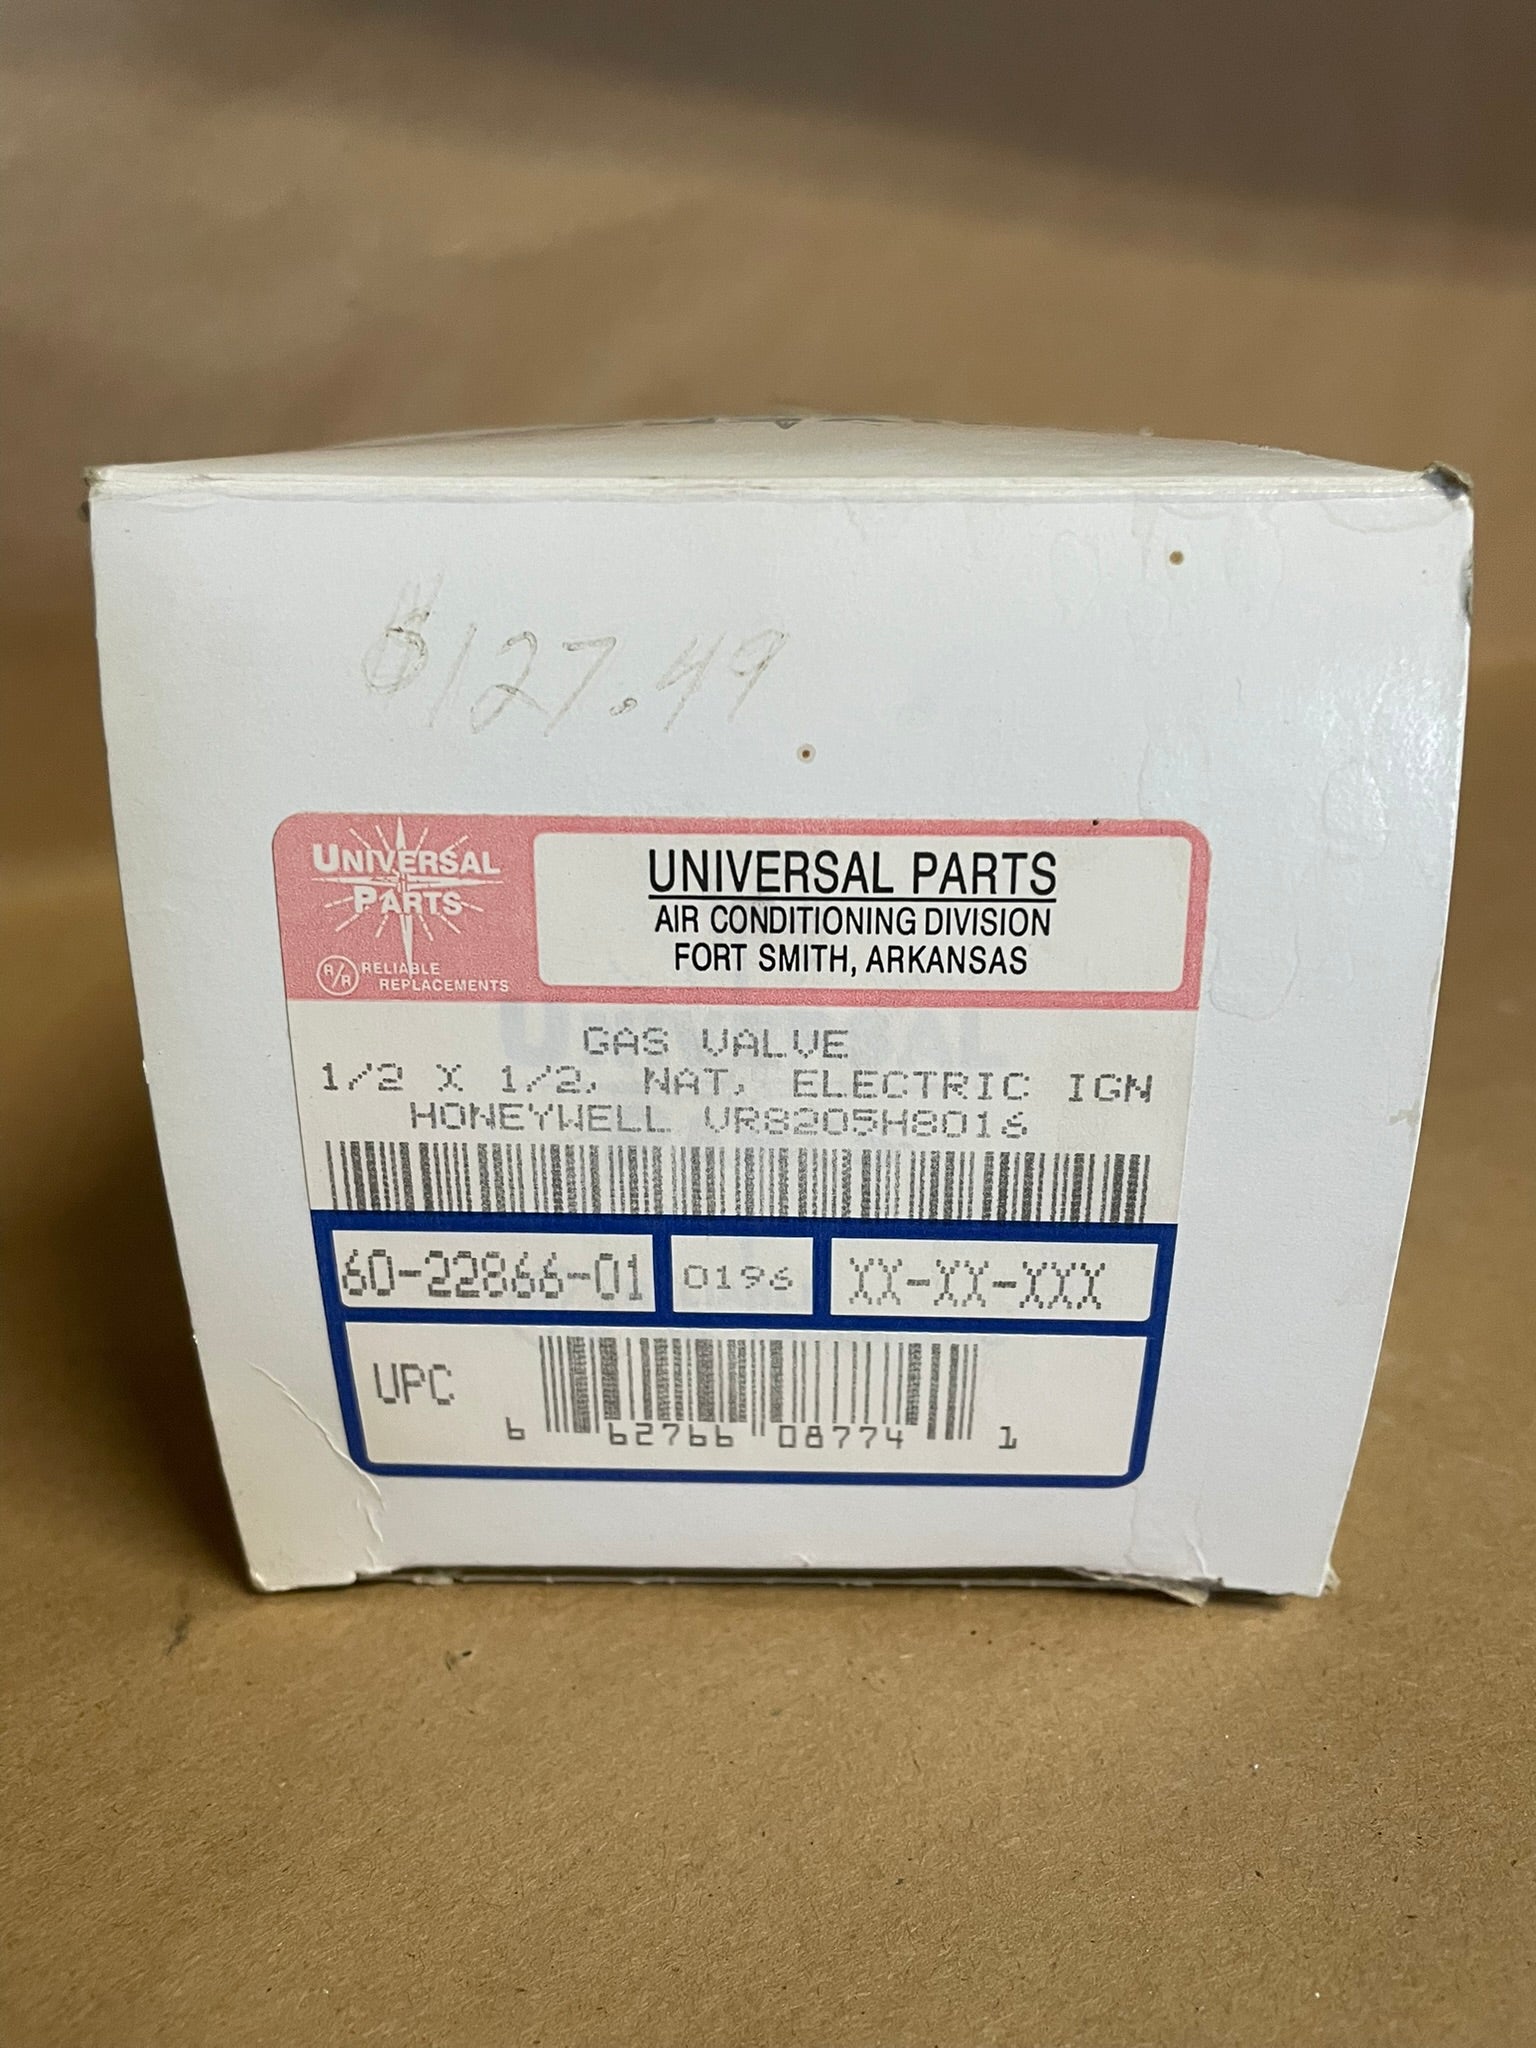 $127.49
UNIVERSAL
PARTS
R/R RELIABLE
REPLACEMENTS
UNIVERSAL PARTS
AIR CONDITIONING DIVISION
FORT SMITH, ARKANSAS
GAS VALVE
1/2 X 1/2, NAT, ELECTRIC IGN
HONEYWELL VR8205H8016
60-22866-01 0196 XX-XX-XXX
UPC
6 62766 08774 1